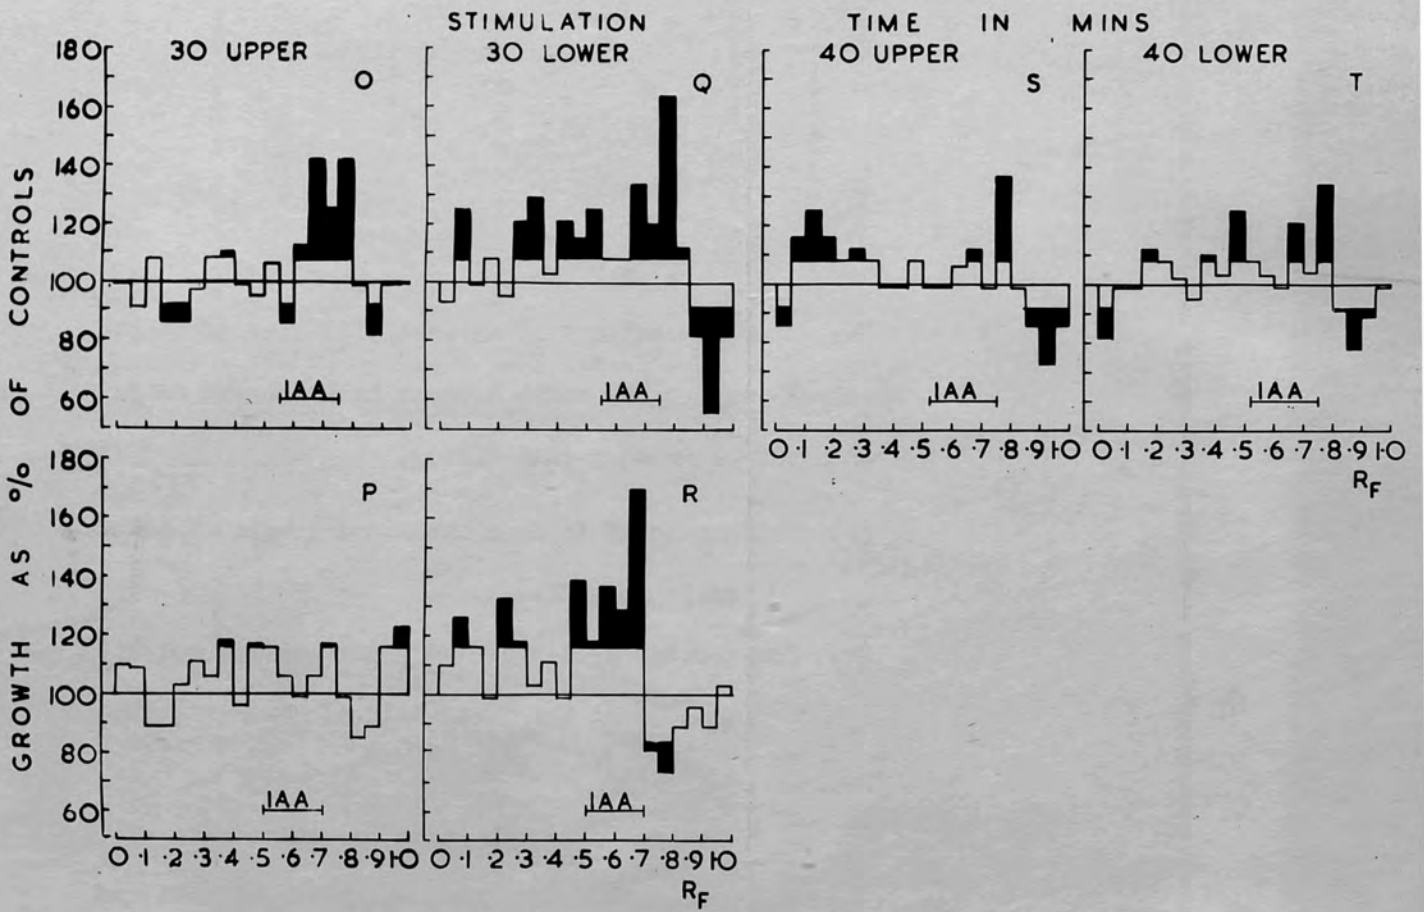 STIMULATION TIME IN MINS
30 UPPER 30 LOWER 40 UPPER 40 LOWER
O Q S T
180
160
140
120
100
80
60
IAA IAA IAA IAA
0 ·1 ·2 ·3 ·4 ·5 ·6 ·7 ·8 ·9 1·0 0 ·1 ·2 ·3 ·4 ·5 ·6 ·7 ·8 ·9 1·0
RF
P R
180
160
140
120
100
80
60
IAA IAA
0 ·1 ·2 ·3 ·4 ·5 ·6 ·7 ·8 ·9 1·0 0 ·1 ·2 ·3 ·4 ·5 ·6 ·7 ·8 ·9 1·0
RF
GROWTH AS % OF CONTROLS